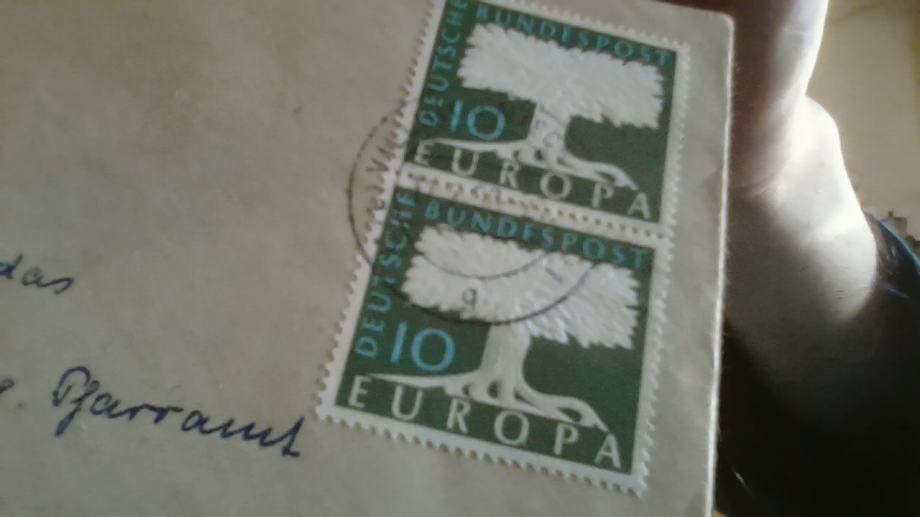 DEUTSCHE
BUNDESPOST
10
EUROPA
DEUTSCHE
BUNDESPOST
10
EUROPA
das
Pfarramt